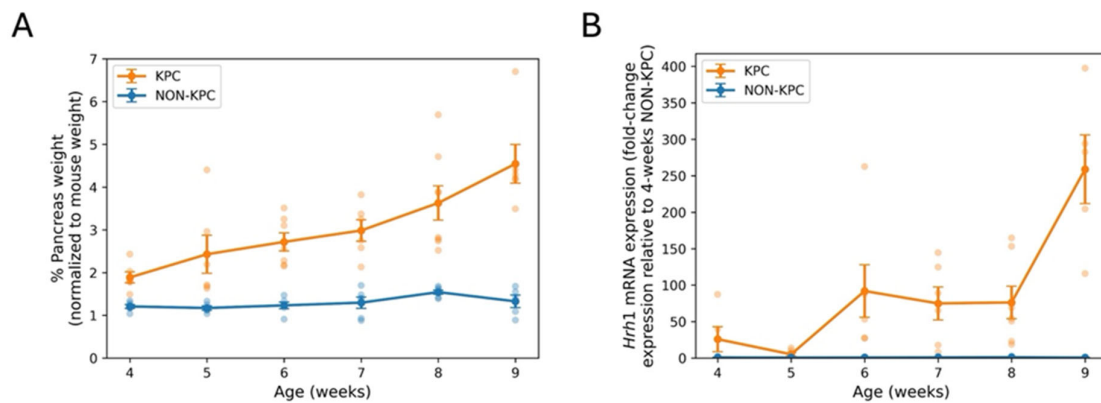 A
% Pancreas weight
(normalized to mouse weight)
7
6
5
4
3
2
1
0
KPC
NON-KPC
4 5 6 7 8 9
Age (weeks)
B
Hrh1 mRNA expression (fold-change
expression relative to 4-weeks NON-KPC)
400
350
300
250
200
150
100
50
0
KPC
NON-KPC
4 5 6 7 8 9
Age (weeks)